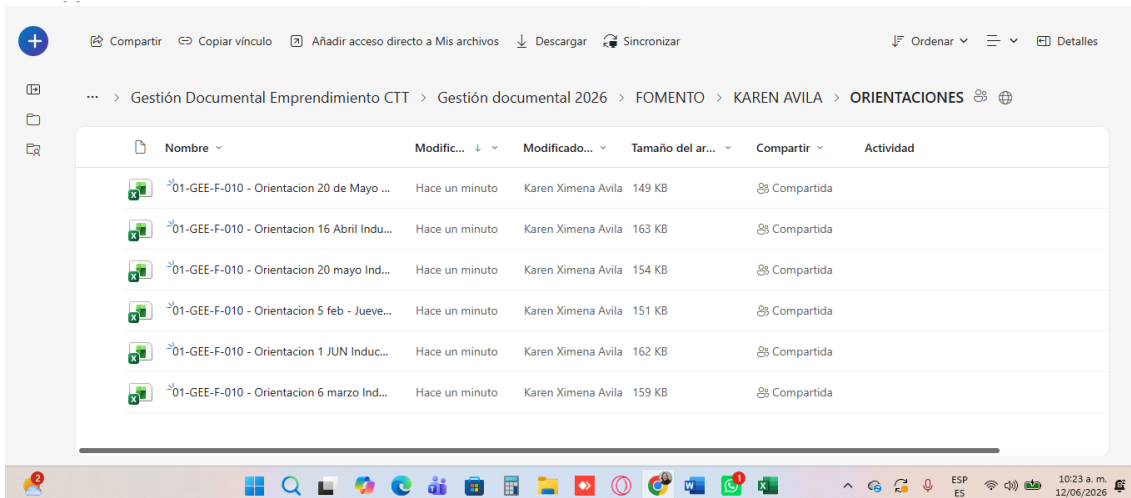 Compartir Copiar vínculo Añadir acceso directo a Mis archivos Descargar Sincronizar Ordenar Detalles
... > Gestión Documental Emprendimiento CTT > Gestión documental 2026 > FOMENTO > KAREN AVILA > ORIENTACIONES
Nombre Modific... Modificado... Tamaño del ar... Compartir Actividad
01-GEE-F-010 - Orientacion 20 de Mayo ... Hace un minuto Karen Ximena Avila 149 KB Compartida
01-GEE-F-010 - Orientacion 16 Abril Indu... Hace un minuto Karen Ximena Avila 163 KB Compartida
01-GEE-F-010 - Orientacion 20 mayo Ind... Hace un minuto Karen Ximena Avila 154 KB Compartida
01-GEE-F-010 - Orientacion 5 feb - Jueve... Hace un minuto Karen Ximena Avila 151 KB Compartida
01-GEE-F-010 - Orientacion 1 JUN Induc... Hace un minuto Karen Ximena Avila 162 KB Compartida
01-GEE-F-010 - Orientacion 6 marzo Ind... Hace un minuto Karen Ximena Avila 159 KB Compartida
2 ESP 10:23 a. m.
ES 12/06/2026